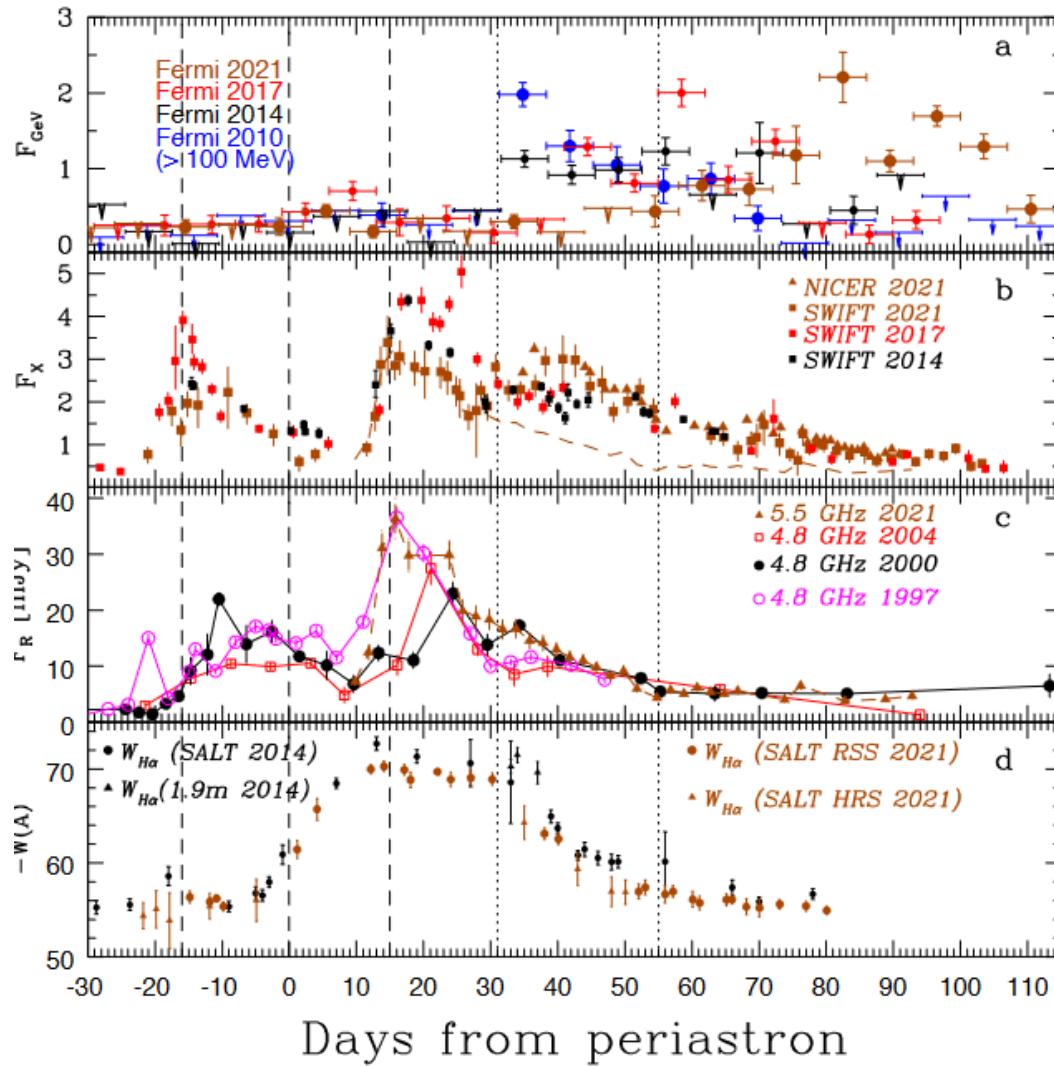 3
2
1
0
F_GeV
Fermi 2021
Fermi 2017
Fermi 2014
Fermi 2010
(> 100 MeV)
a
5
4
3
2
1
F_X
NICER 2021
SWIFT 2021
SWIFT 2017
SWIFT 2014
b
40
30
20
10
0
[mJy]
5.5 GHz 2021
4.8 GHz 2004
4.8 GHz 2000
4.8 GHz 1997
c
70
60
50
-W(A)
W_Hα (SALT 2014)
W_Hα(1.9m 2014)
W_Hα (SALT RSS 2021)
W_Hα (SALT HRS 2021)
d
-30 -20 -10 0 10 20 30 40 50 60 70 80 90 100 110
Days from periastron